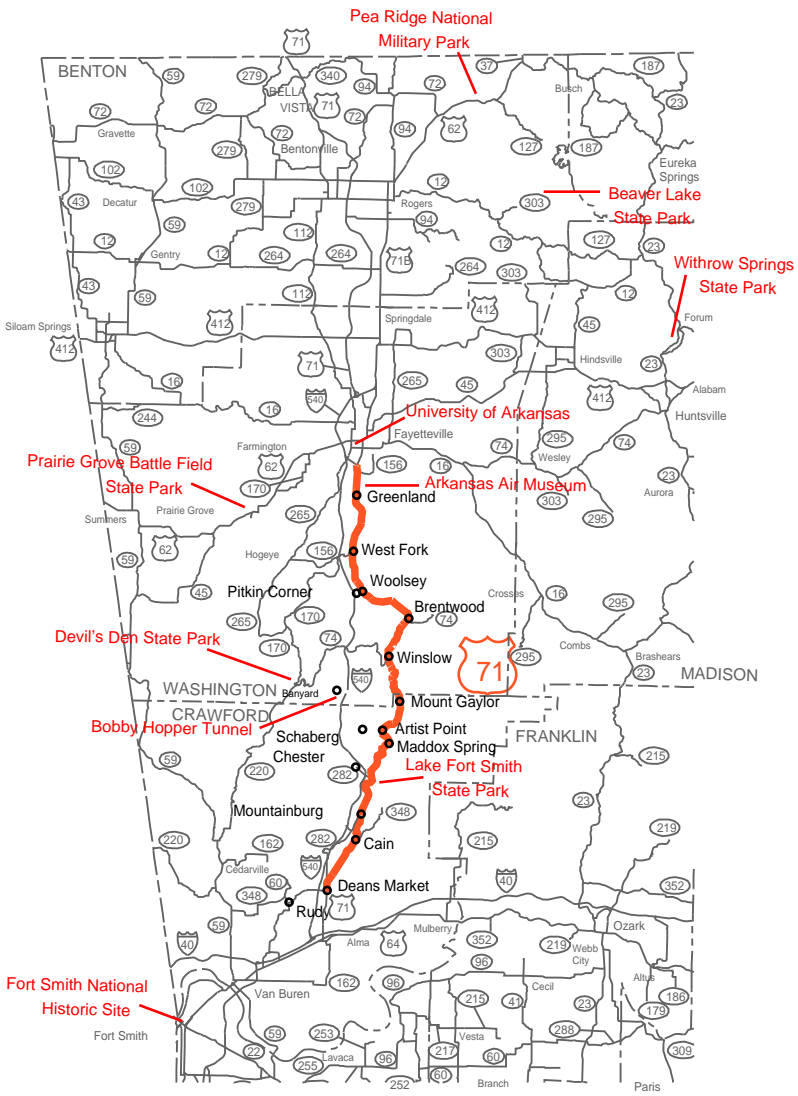 Pea Ridge National
Military Park
71
BENTON
59
279
340
94
72
37
187
BELLA
VISTA
71
72
72
72
Busch
23
Gravette
72
94
62
127
187
279
Bentonville
Eureka
Springs
102
102
12
43
Decatur
279
Rogers
303
Beaver Lake
State Park
94
59
112
12
Gentry
12
264
264
71B
12
127
23
264
303
Withrow Springs
State Park
43
59
112
12
412
Springdale
412
45
Forum
Siloam Springs
412
71
303
Hindsville
23
16
540
265
45
412
Alabam
Huntsville
244
16
University of Arkansas
59
Farmington
Fayetteville
74
295
74
Wesley
Prairie Grove Battle Field
State Park
62
170
156
16
23
Arkansas Air Museum
Greenland
303
Aurora
Summers
Prairie Grove
265
295
62
59
Hogeye
156
West Fork
45
Pitkin Corner
Woolsey
Crosses
16
295
265
170
Brentwood
74
Devil's Den State Park
170
74
Combs
Winslow
71
295
Brashears
23
MADISON
WASHINGTON
Banyard
540
CRAWFORD
Mount Gaylor
Bobby Hopper Tunnel
Schaberg
Artist Point
FRANKLIN
Maddox Spring
Chester
59
220
282
Lake Fort Smith
State Park
215
23
Mountainburg
348
220
162
282
Cain
215
219
Cedarville
540
60
348
Deans Market
40
352
Rudy
71
59
40
Alma
64
Mulberry
352
219
Webb
City
Ozark
96
Fort Smith National
Historic Site
Van Buren
162
96
Cecil
Altus
186
215
41
23
179
Fort Smith
59
253
Vesta
288
22
255
Lavaca
96
217
60
309
252
60
Branch
Paris